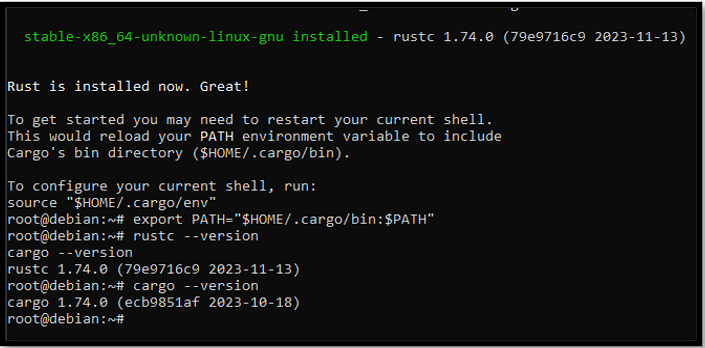 stable-x86_64-unknown-linux-gnu installed - rustc 1.74.0 (79e9716c9 2023-11-13)
Rust is installed now. Great!
To get started you may need to restart your current shell.
This would reload your PATH environment variable to include
Cargo's bin directory ($HOME/.cargo/bin).
To configure your current shell, run:
source "$HOME/.cargo/env"
root@debian:~# export PATH="$HOME/.cargo/bin:$PATH"
root@debian:~# rustc --version
cargo --version
rustc 1.74.0 (79e9716c9 2023-11-13)
root@debian:~# cargo --version
cargo 1.74.0 (ecb9851af 2023-10-18)
root@debian:~#